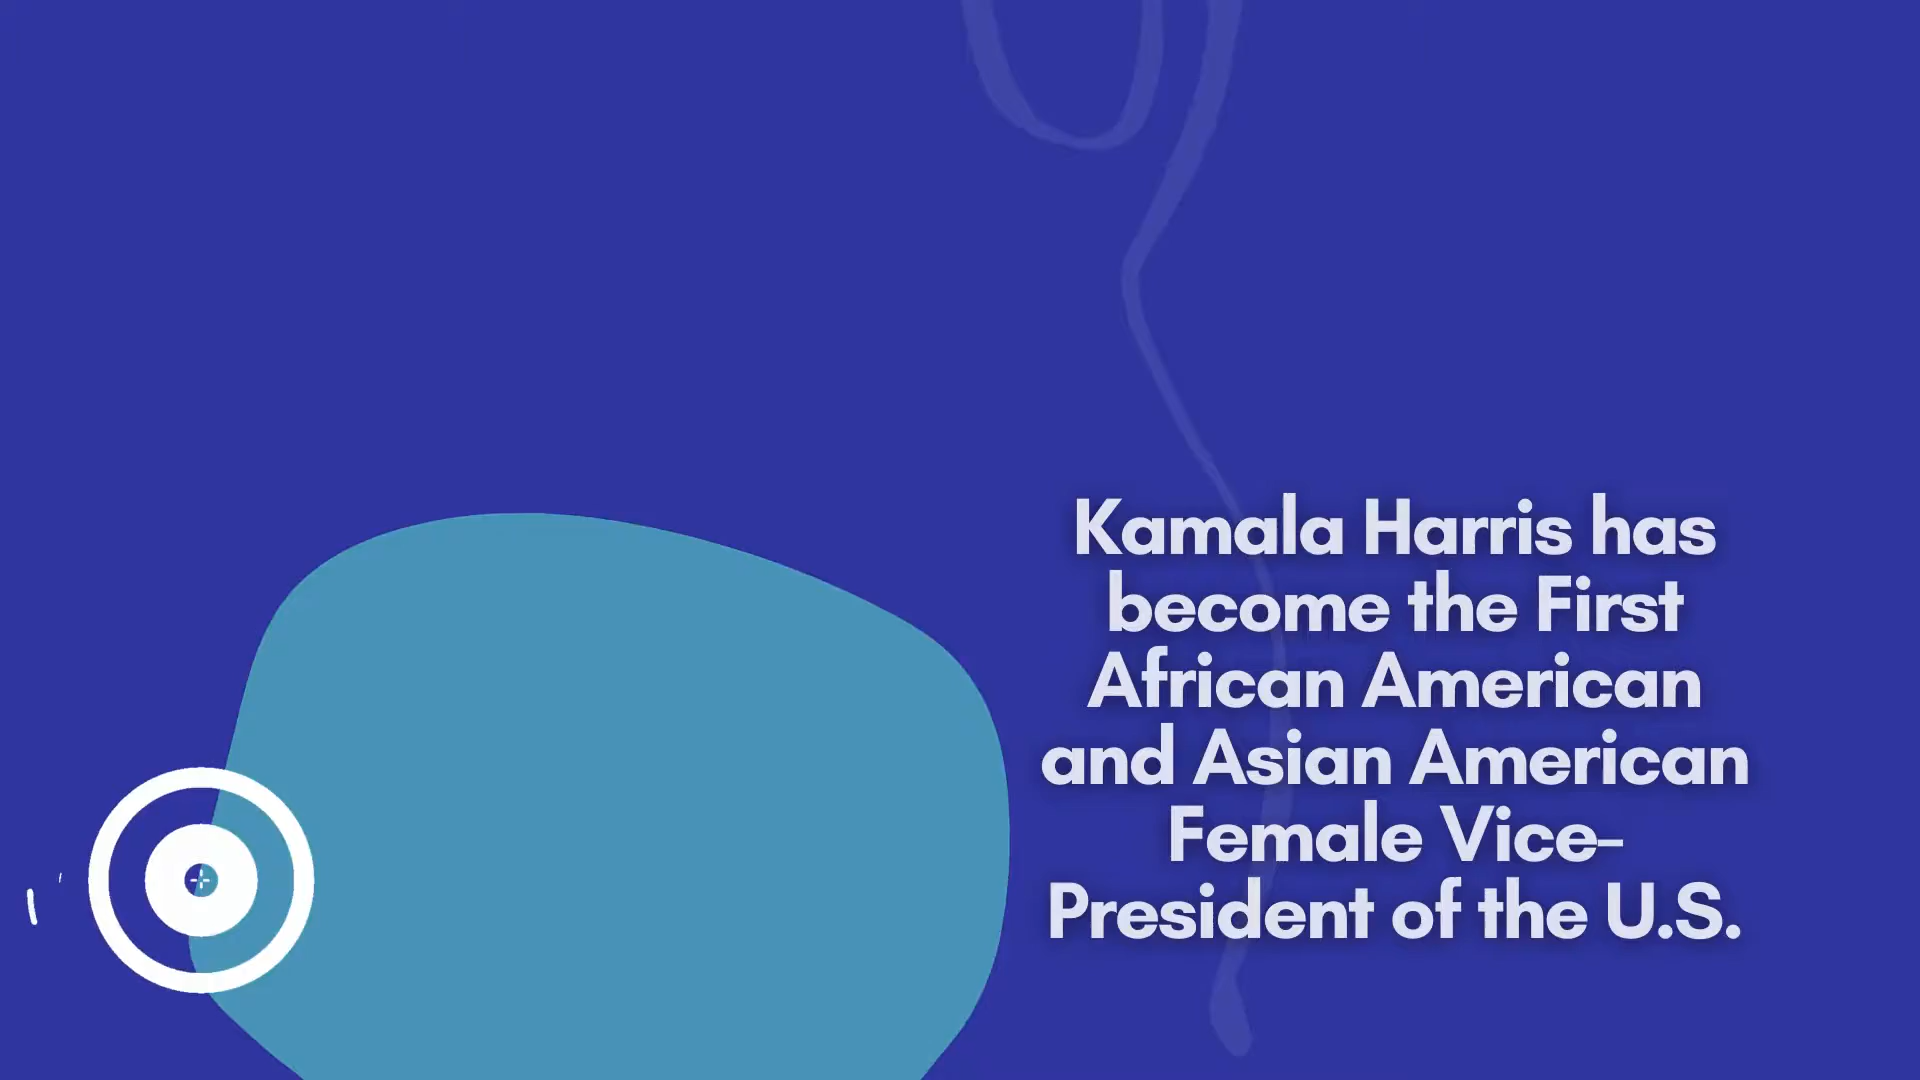 Kamala Harris has
become the First
African American
and Asian American
Female Vice-
President of the U.S.